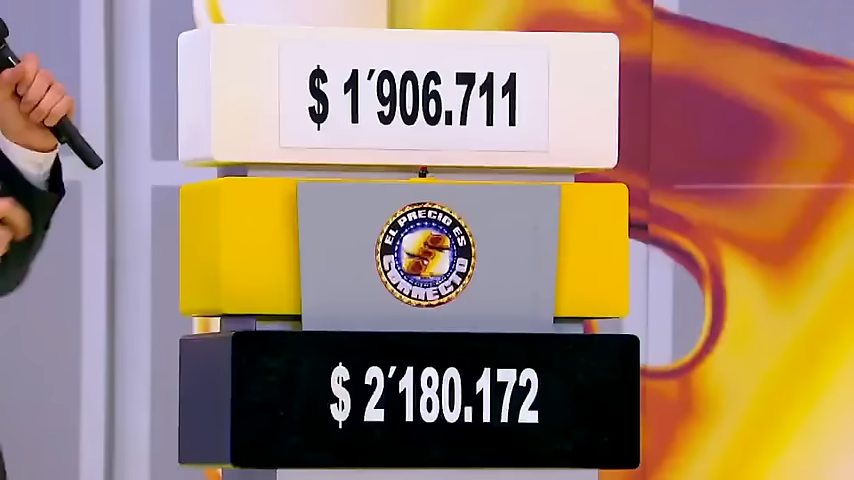 $ 1´906.711
EL PRECIO ES
CORRECTO
$ 2´180.172